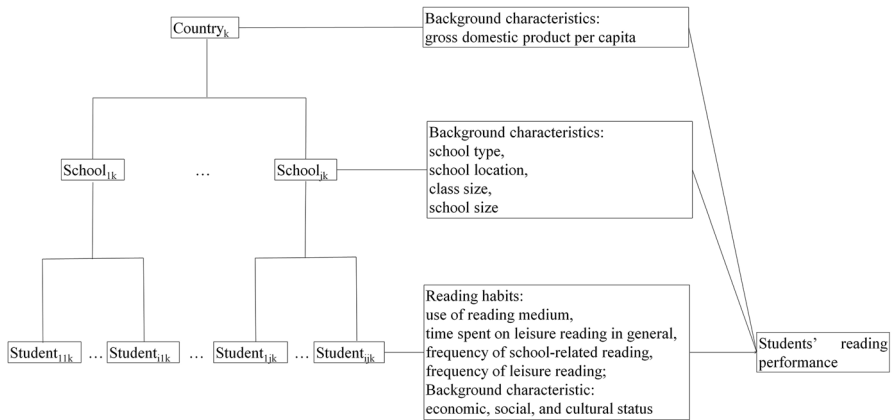 Country_k
Background characteristics:
gross domestic product per capita
Background characteristics:
school type,
school location,
class size,
school size
School_1k
...
School_jk
Reading habits:
use of reading medium,
time spent on leisure reading in general,
frequency of school-related reading,
frequency of leisure reading;
Background characteristic:
economic, social, and cultural status
Student_11k ... Student_i1k ... Student_1jk ... Student_ijk
Students' reading
performance